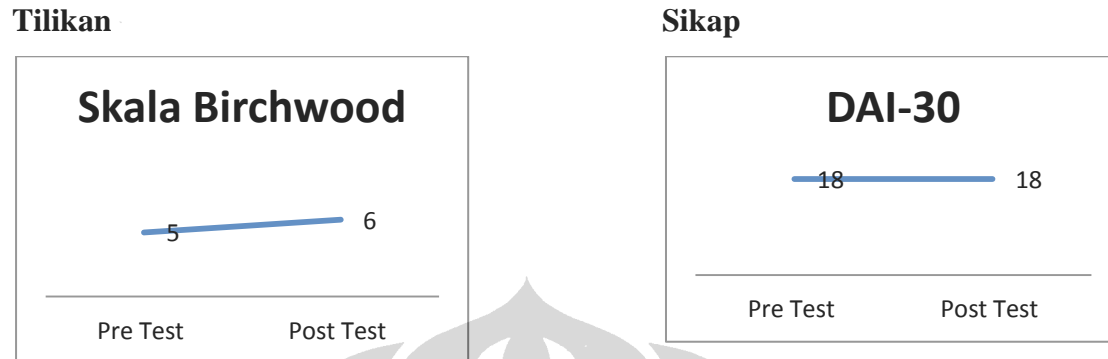 Tilikan
Sikap
Skala Birchwood
5
6
Pre Test
Post Test
DAI-30
18
18
Pre Test
Post Test